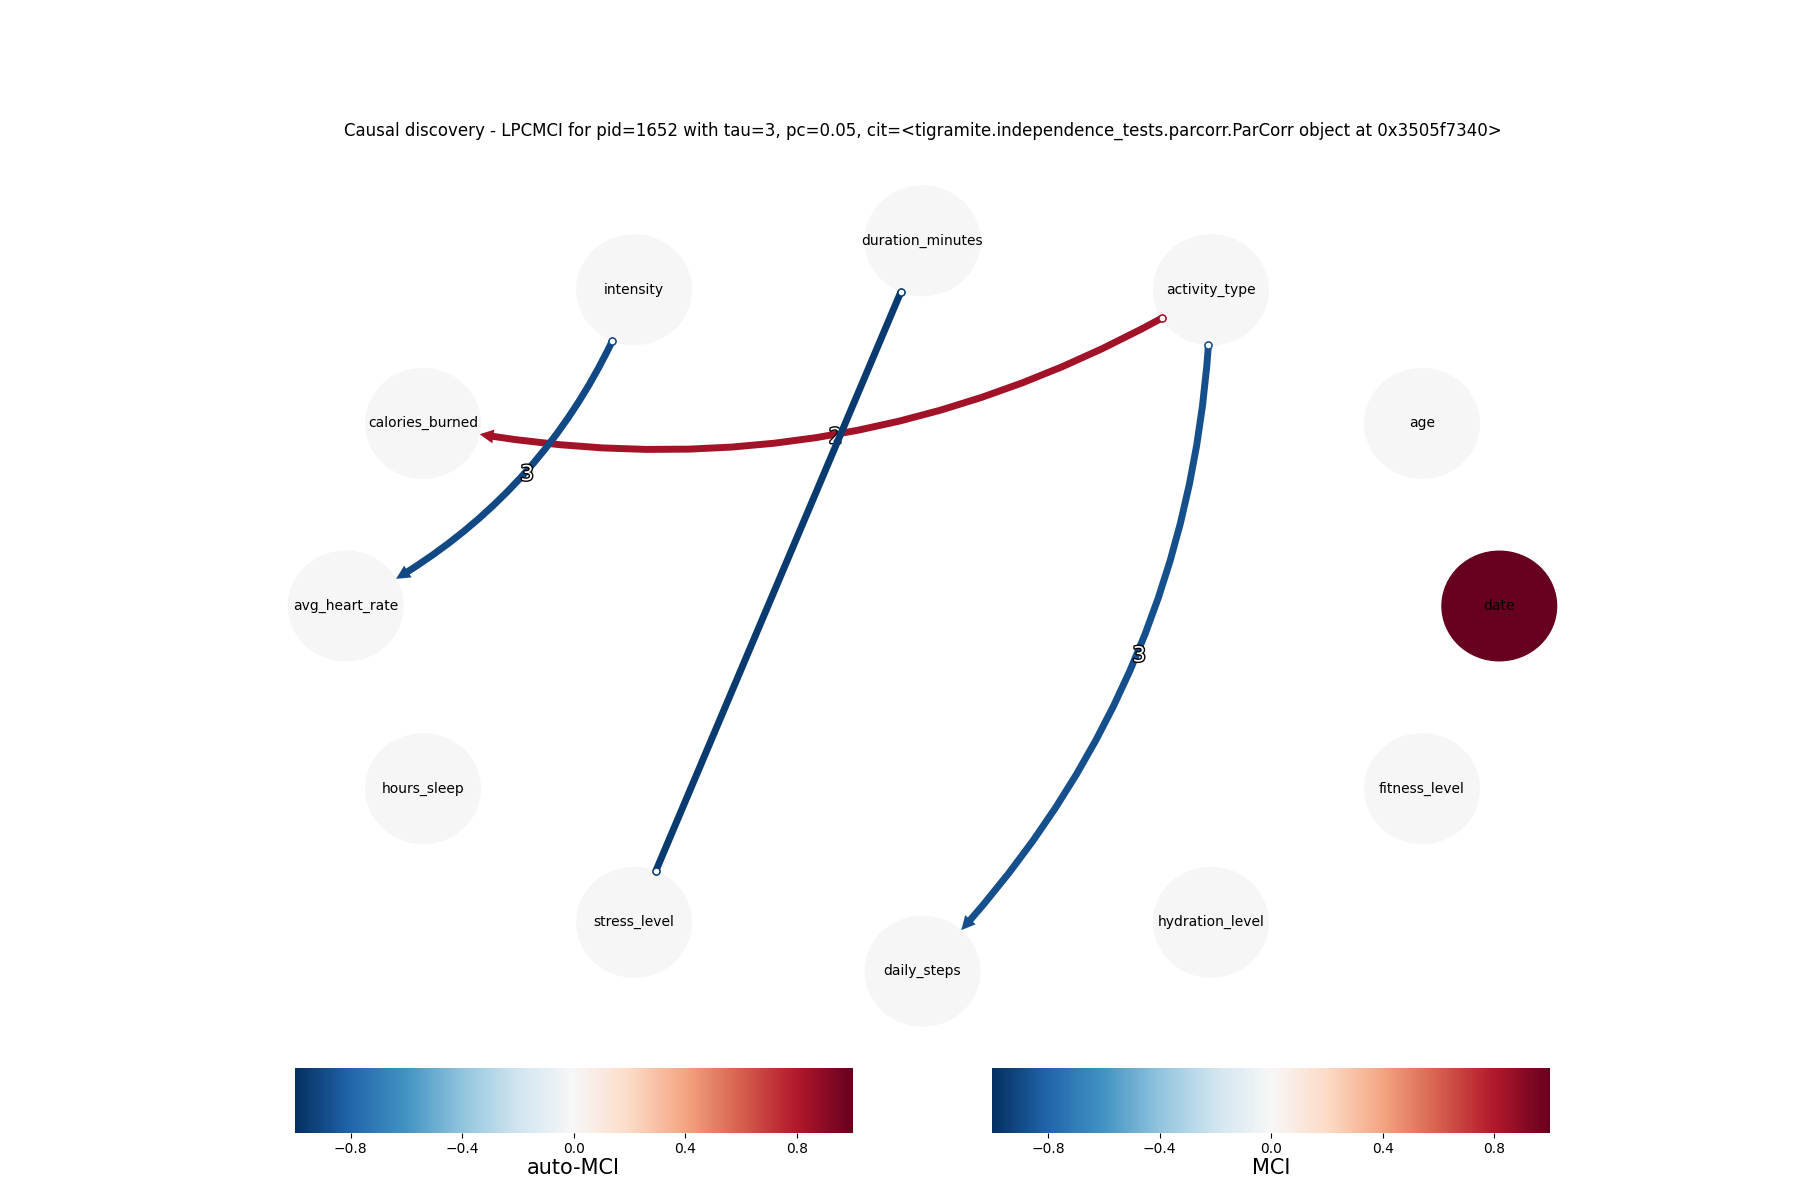 Causal discovery - LPCMCI for pid=1652 with tau=3, pc=0.05, cit=<tigramite.independence_tests.parcorr.ParCorr object at 0x3505f7340>
duration_minutes
intensity
activity_type
calories_burned
age
2
3
avg_heart_rate
date
3
hours_sleep
fitness_level
stress_level
hydration_level
daily_steps
−0.8 −0.4 0.0 0.4 0.8
auto-MCI
−0.8 −0.4 0.0 0.4 0.8
MCI